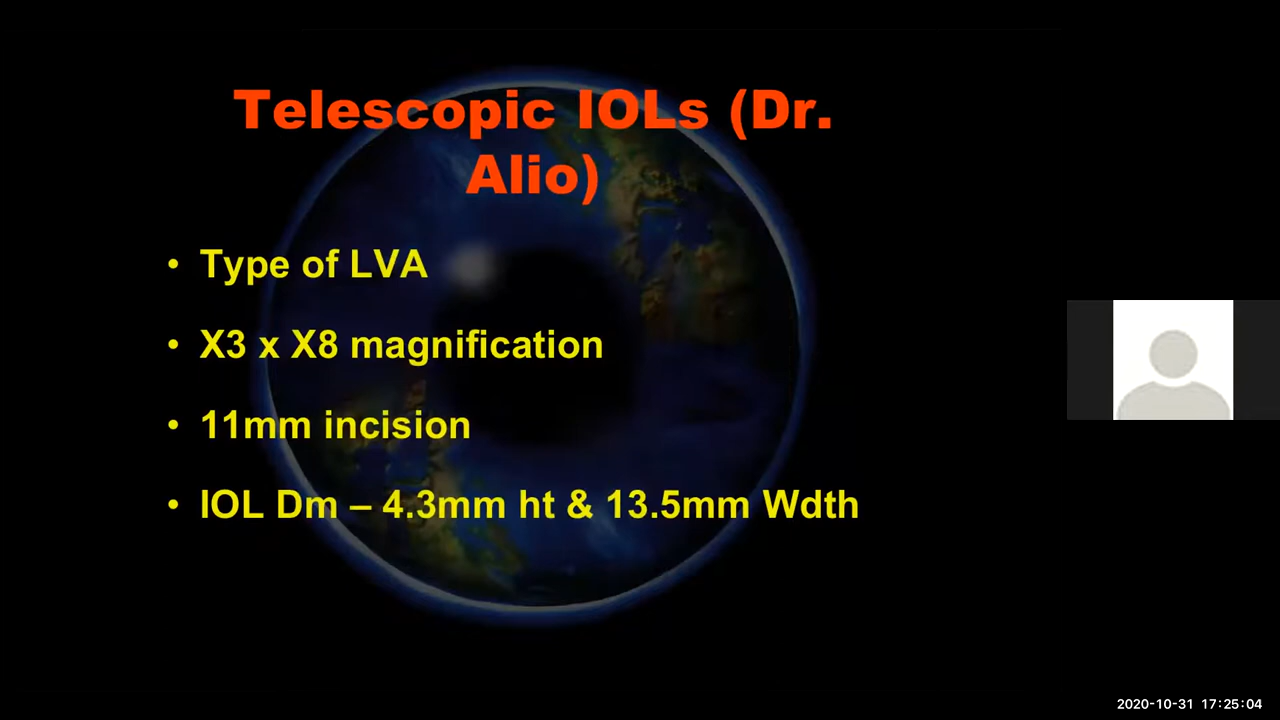 Telescopic IOLs (Dr.
Alio)
• Type of LVA
• X3 x X8 magnification
• 11mm incision
• IOL Dm – 4.3mm ht & 13.5mm Wdth
2020-10-31 17:25:04